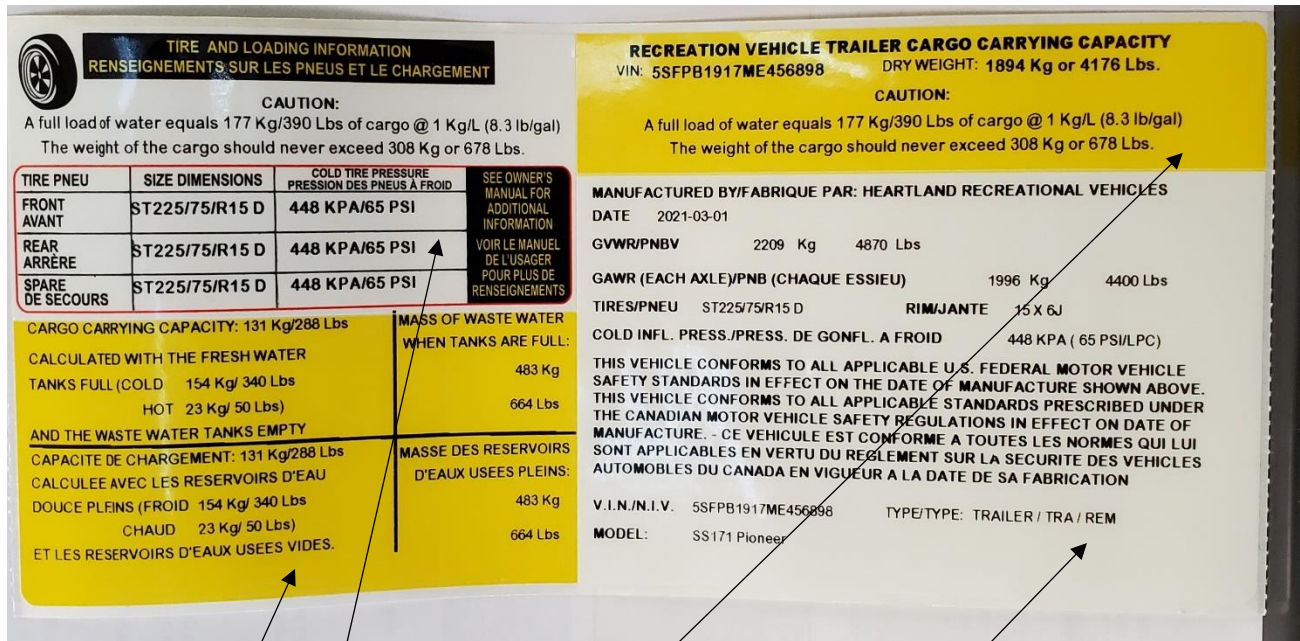 TIRE AND LOADING INFORMATION
RENSEIGNEMENTS SUR LES PNEUS ET LE CHARGEMENT
CAUTION:
A full load of water equals 177 Kg/390 Lbs of cargo @ 1 Kg/L (8.3 lb/gal)
The weight of the cargo should never exceed 308 Kg or 678 Lbs.
TIRE PNEU SIZE DIMENSIONS COLD TIRE PRESSURE
PRESSION DES PNEUS À FROID
FRONT
AVANT
ST225/75/R15 D 448 KPA/65 PSI
REAR
ARRÈRE
ST225/75/R15 D 448 KPA/65 PSI
SPARE
DE SECOURS
ST225/75/R15 D 448 KPA/65 PSI
SEE OWNER'S
MANUAL FOR
ADDITIONAL
INFORMATION
VOIR LE MANUEL
DE L'USAGER
POUR PLUS DE
RENSEIGNEMENTS
CARGO CARRYING CAPACITY: 131 Kg/288 Lbs
CALCULATED WITH THE FRESH WATER
TANKS FULL (COLD 154 Kg/ 340 Lbs
HOT 23 Kg/ 50 Lbs)
AND THE WASTE WATER TANKS EMPTY
MASS OF WASTE WATER
WHEN TANKS ARE FULL:
483 Kg
664 Lbs
CAPACITE DE CHARGEMENT: 131 Kg/288 Lbs
CALCULEE AVEC LES RESERVOIRS D'EAU
DOUCE PLEINS (FROID 154 Kg/ 340 Lbs
CHAUD 23 Kg/ 50 Lbs)
ET LES RESERVOIRS D'EAUX USEES VIDES.
MASSE DES RESERVOIRS
D'EAUX USEES PLEINS:
483 Kg
664 Lbs
RECREATION VEHICLE TRAILER CARGO CARRYING CAPACITY
VIN: 5SFPB1917ME456898 DRY WEIGHT: 1894 Kg or 4176 Lbs.
CAUTION:
A full load of water equals 177 Kg/390 Lbs of cargo @ 1 Kg/L (8.3 lb/gal)
The weight of the cargo should never exceed 308 Kg or 678 Lbs.
MANUFACTURED BY/FABRIQUE PAR: HEARTLAND RECREATIONAL VEHICLES
DATE 2021-03-01
GVWR/PNBV 2209 Kg 4870 Lbs
GAWR (EACH AXLE)/PNB (CHAQUE ESSIEU) 1996 Kg 4400 Lbs
TIRES/PNEU ST225/75/R15 D RIM/JANTE 15 X 6J
COLD INFL. PRESS./PRESS. DE GONFL. A FROID 448 KPA ( 65 PSI/LPC)
THIS VEHICLE CONFORMS TO ALL APPLICABLE U.S. FEDERAL MOTOR VEHICLE
SAFETY STANDARDS IN EFFECT ON THE DATE OF MANUFACTURE SHOWN ABOVE.
THIS VEHICLE CONFORMS TO ALL APPLICABLE STANDARDS PRESCRIBED UNDER
THE CANADIAN MOTOR VEHICLE SAFETY REGULATIONS IN EFFECT ON DATE OF
MANUFACTURE. - CE VEHICULE EST CONFORME A TOUTES LES NORMES QUI LUI
SONT APPLICABLES EN VERTU DU REGLEMENT SUR LA SECURITE DES VEHICLES
AUTOMOBLES DU CANADA EN VIGUEUR A LA DATE DE SA FABRICATION
V.I.N./N.I.V. 5SFPB1917ME456898 TYPE/TYPE: TRAILER / TRA / REM
MODEL: SS171 Pioneer